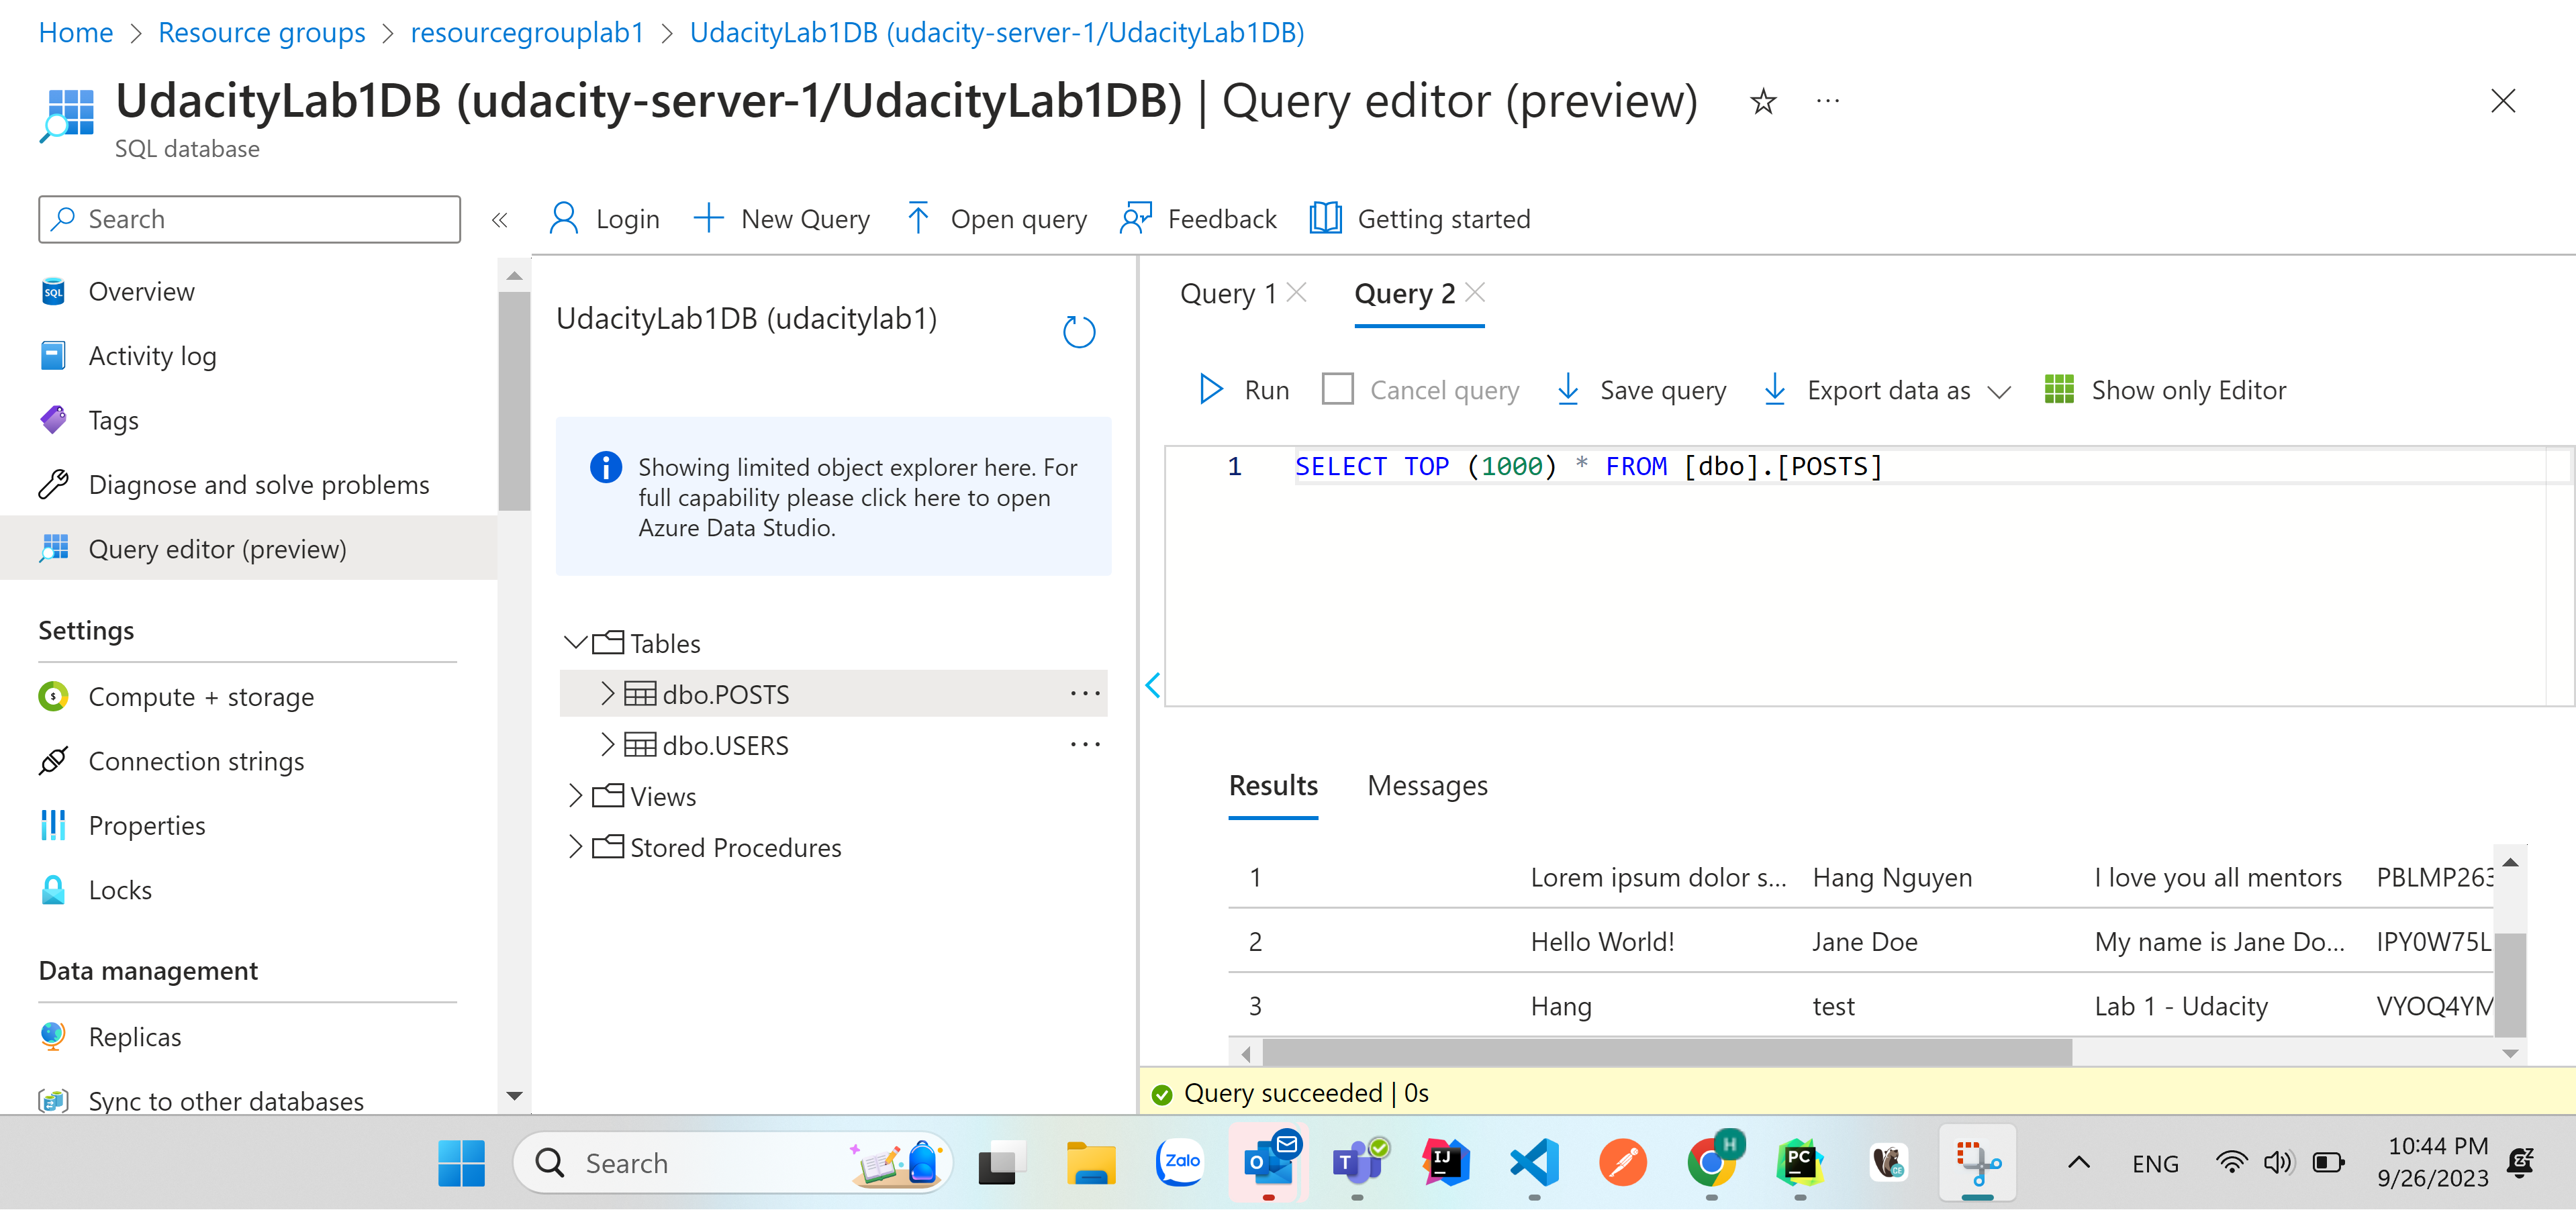 Home > Resource groups > resourcegrouplab1 > UdacityLab1DB (udacity-server-1/UdacityLab1DB)
UdacityLab1DB (udacity-server-1/UdacityLab1DB) | Query editor (preview)
SQL database
Search
Login
New Query
Open query
Feedback
Getting started
Overview
Activity log
Tags
Diagnose and solve problems
Query editor (preview)
Settings
Compute + storage
Connection strings
Properties
Locks
Data management
Replicas
Sync to other databases
UdacityLab1DB (udacitylab1)
Showing limited object explorer here. For
full capability please click here to open
Azure Data Studio.
Tables
dbo.POSTS
dbo.USERS
Views
Stored Procedures
Query 1
Query 2
Run
Cancel query
Save query
Export data as
Show only Editor
1 SELECT TOP (1000) * FROM [dbo].[POSTS]
Results
Messages
1 Lorem ipsum dolor s... Hang Nguyen I love you all mentors PBLMP263
2 Hello World! Jane Doe My name is Jane Do... IPY0W75L
3 Hang test Lab 1 - Udacity VYOQ4YM
Query succeeded | 0s
Search
Zalo
ENG
10:44 PM
9/26/2023